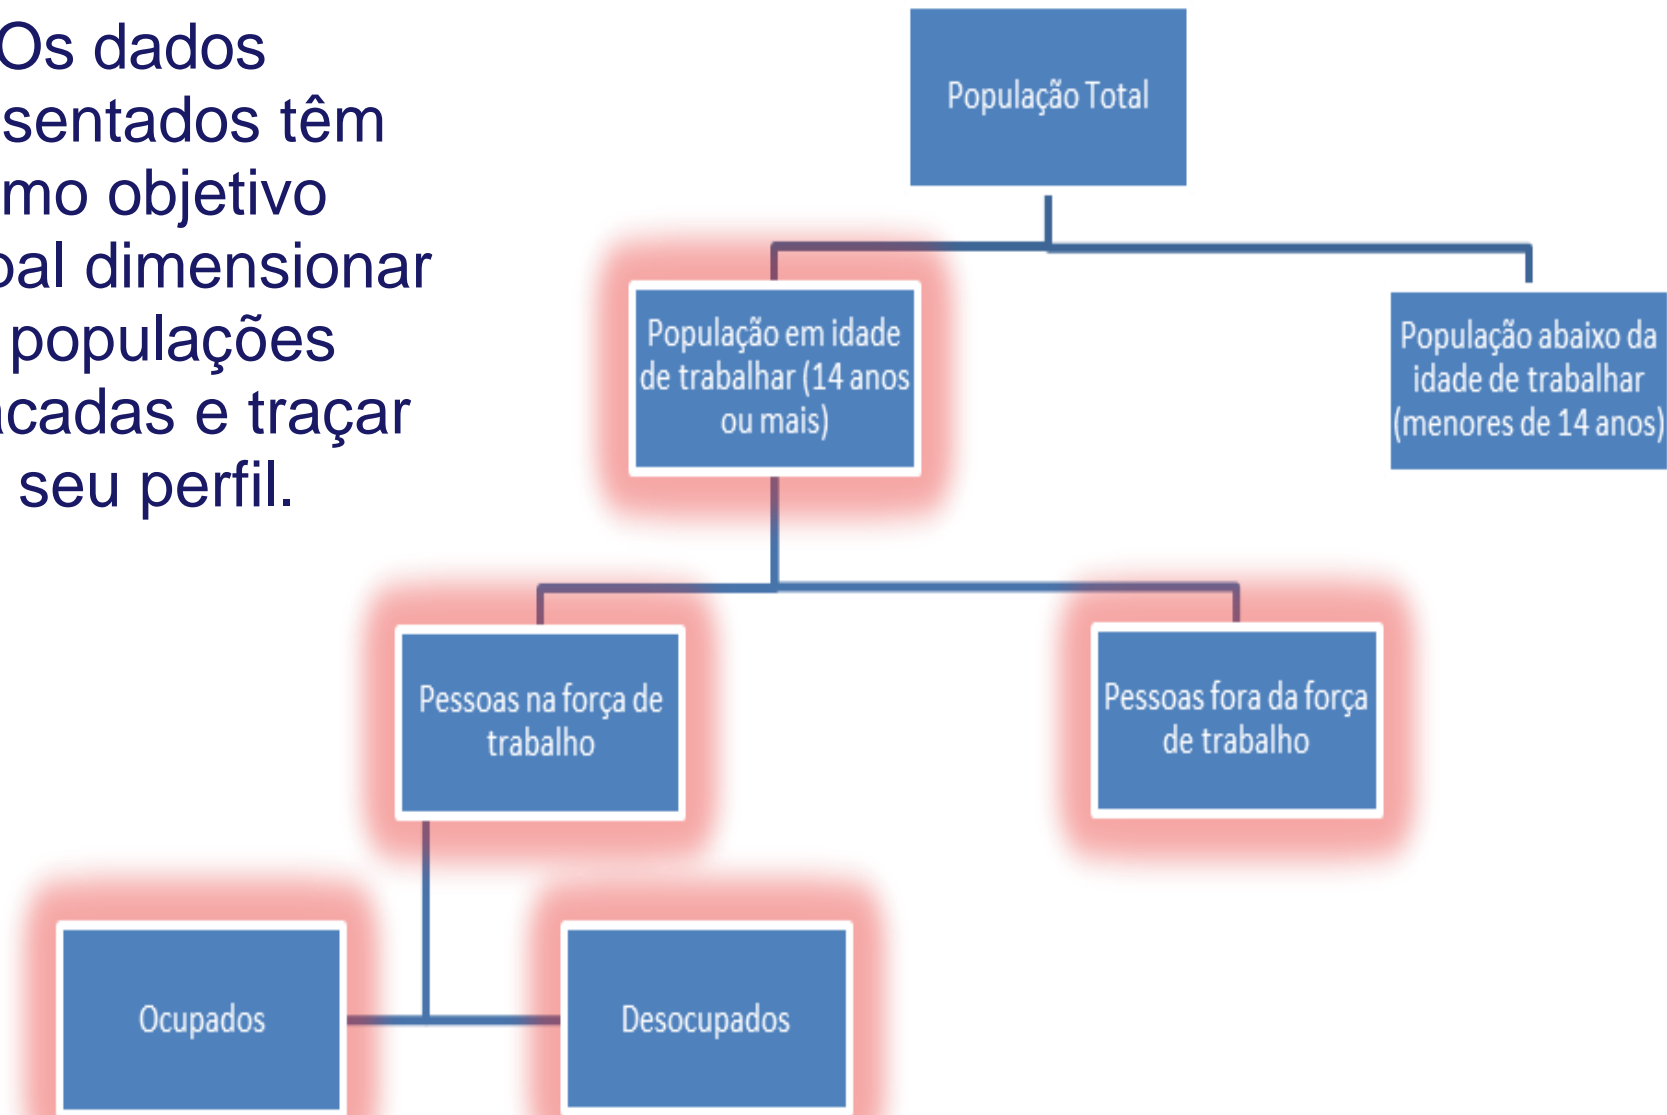 Os dados
sentados têm
mo objetivo
pal dimensionar
populações
acadas e traçar
seu perfil.
População Total
População em idade
de trabalhar (14 anos
ou mais)
População abaixo da
idade de trabalhar
(menores de 14 anos)
Pessoas na força de
trabalho
Pessoas fora da força
de trabalho
Ocupados
Desocupados